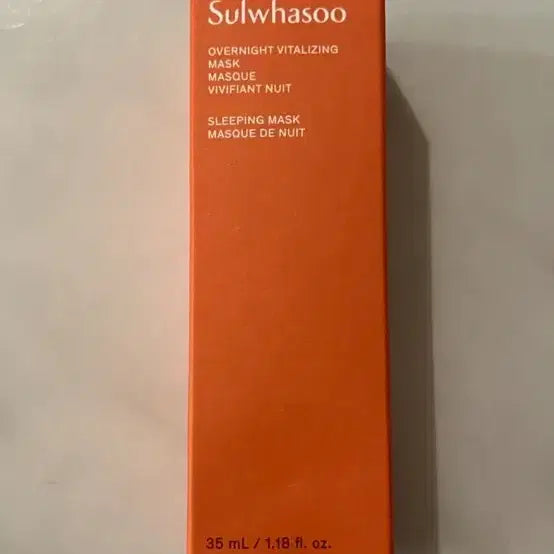 Sulwhasoo
OVERNIGHT VITALIZING
MASK
MASQUE
VIVIFIANT NUIT
SLEEPING MASK
MASQUE DE NUIT
35 mL / 1.18 fl. oz.